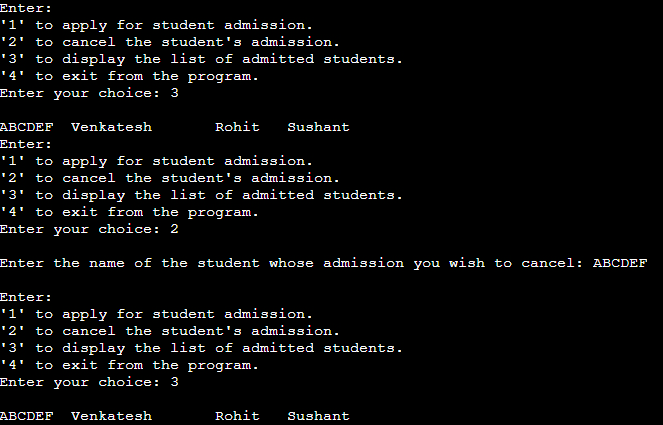 Enter:
'1' to apply for student admission.
'2' to cancel the student's admission.
'3' to display the list of admitted students.
'4' to exit from the program.
Enter your choice: 3
ABCDEF  Venkatesh       Rohit   Sushant
Enter:
'1' to apply for student admission.
'2' to cancel the student's admission.
'3' to display the list of admitted students.
'4' to exit from the program.
Enter your choice: 2
Enter the name of the student whose admission you wish to cancel: ABCDEF
Enter:
'1' to apply for student admission.
'2' to cancel the student's admission.
'3' to display the list of admitted students.
'4' to exit from the program.
Enter your choice: 3
ABCDEF  Venkatesh       Rohit   Sushant